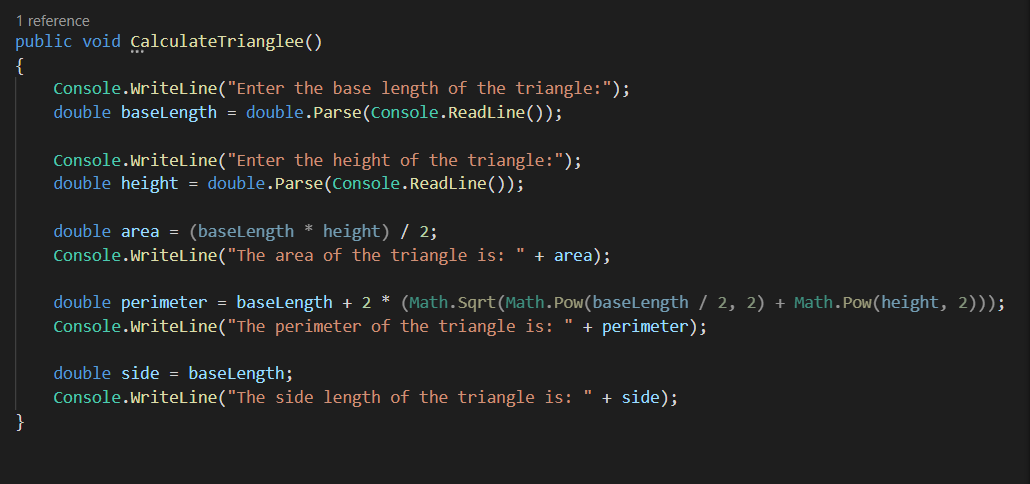 1 reference
public void CalculateTrianglee()
{
Console.WriteLine("Enter the base length of the triangle:");
double baseLength = double.Parse(Console.ReadLine());
Console.WriteLine("Enter the height of the triangle:");
double height = double.Parse(Console.ReadLine());
double area = (baseLength * height) / 2;
Console.WriteLine("The area of the triangle is: " + area);
double perimeter = baseLength + 2 * (Math.Sqrt(Math.Pow(baseLength / 2, 2) + Math.Pow(height, 2)));
Console.WriteLine("The perimeter of the triangle is: " + perimeter);
double side = baseLength;
Console.WriteLine("The side length of the triangle is: " + side);
}